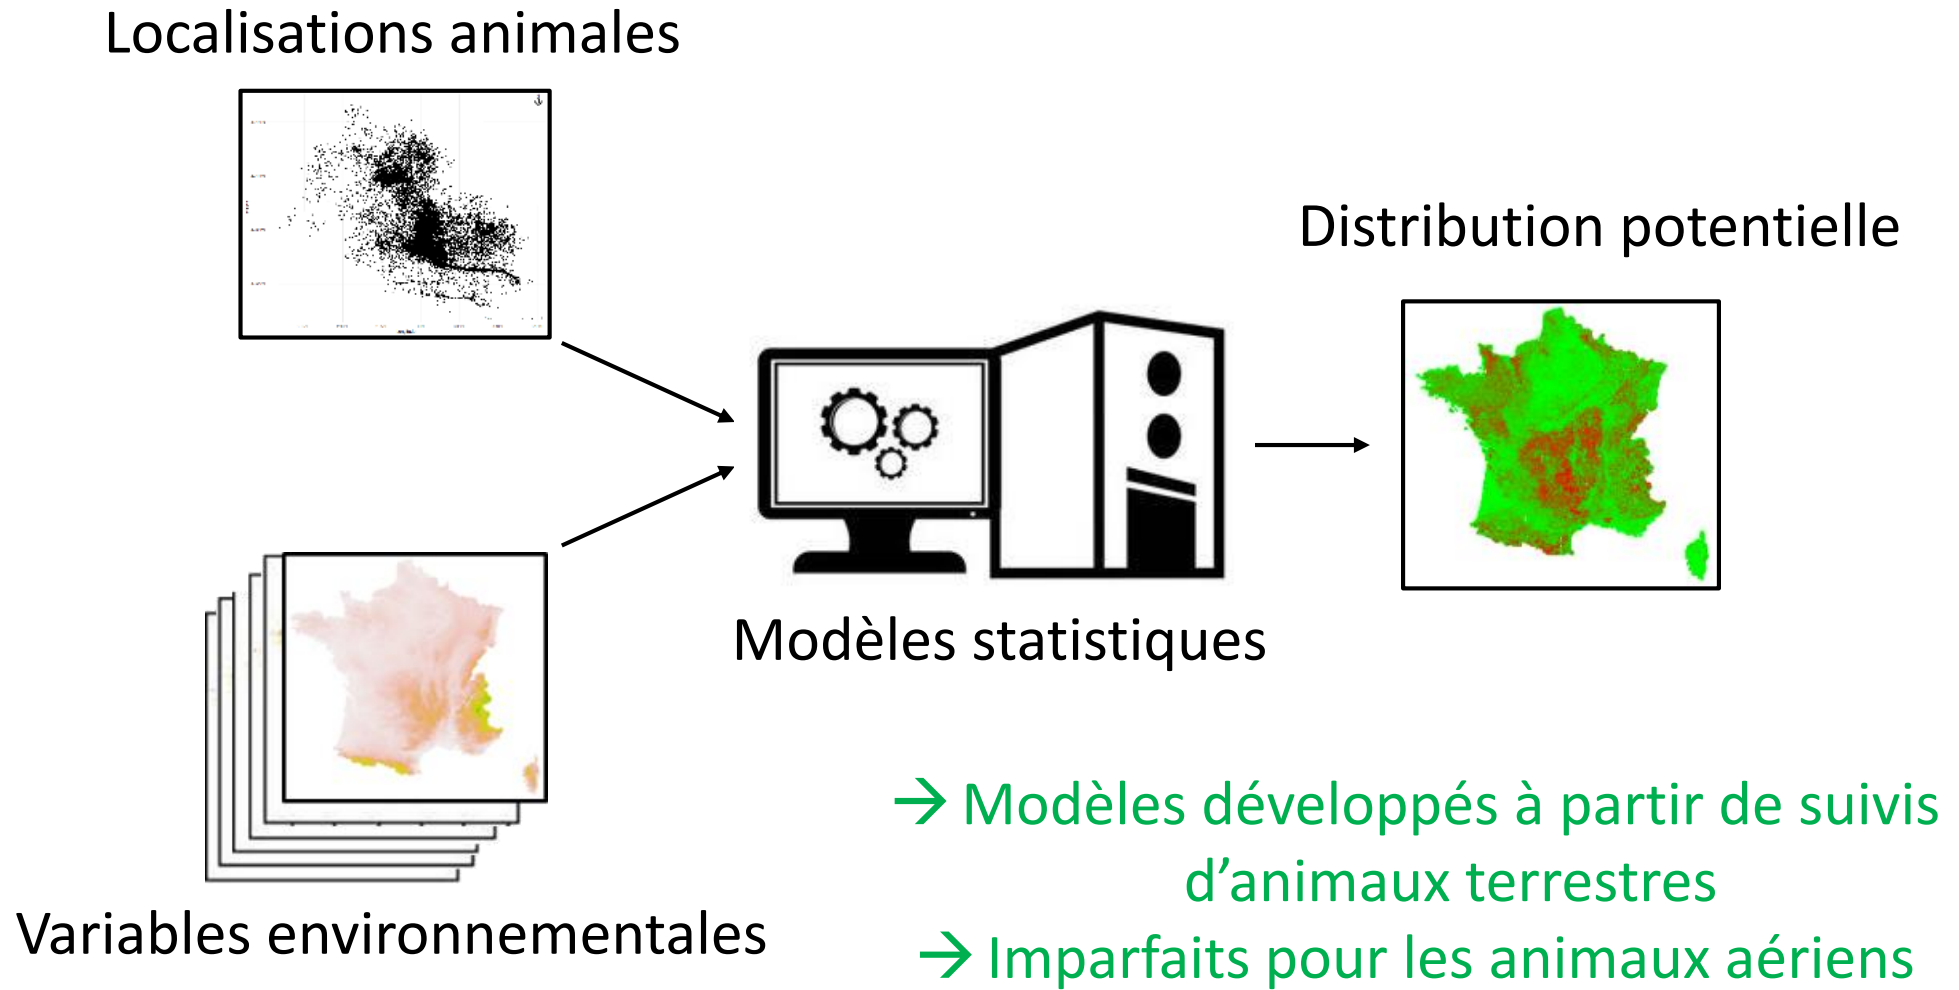 Localisations animales
Distribution potentielle
Modèles statistiques
Variables environnementales
→ Modèles développés à partir de suivis
d’animaux terrestres
→ Imparfaits pour les animaux aériens